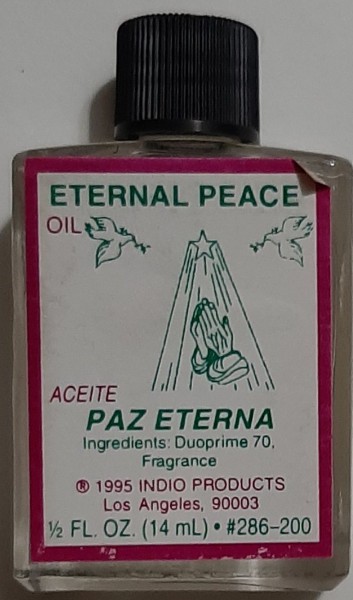 ETERNAL PEACE
OIL
ACEITE
PAZ ETERNA
Ingredients: Duoprime 70,
Fragrance
® 1995 INDIO PRODUCTS
Los Angeles, 90003
½ FL. OZ. (14 mL) • #286-200